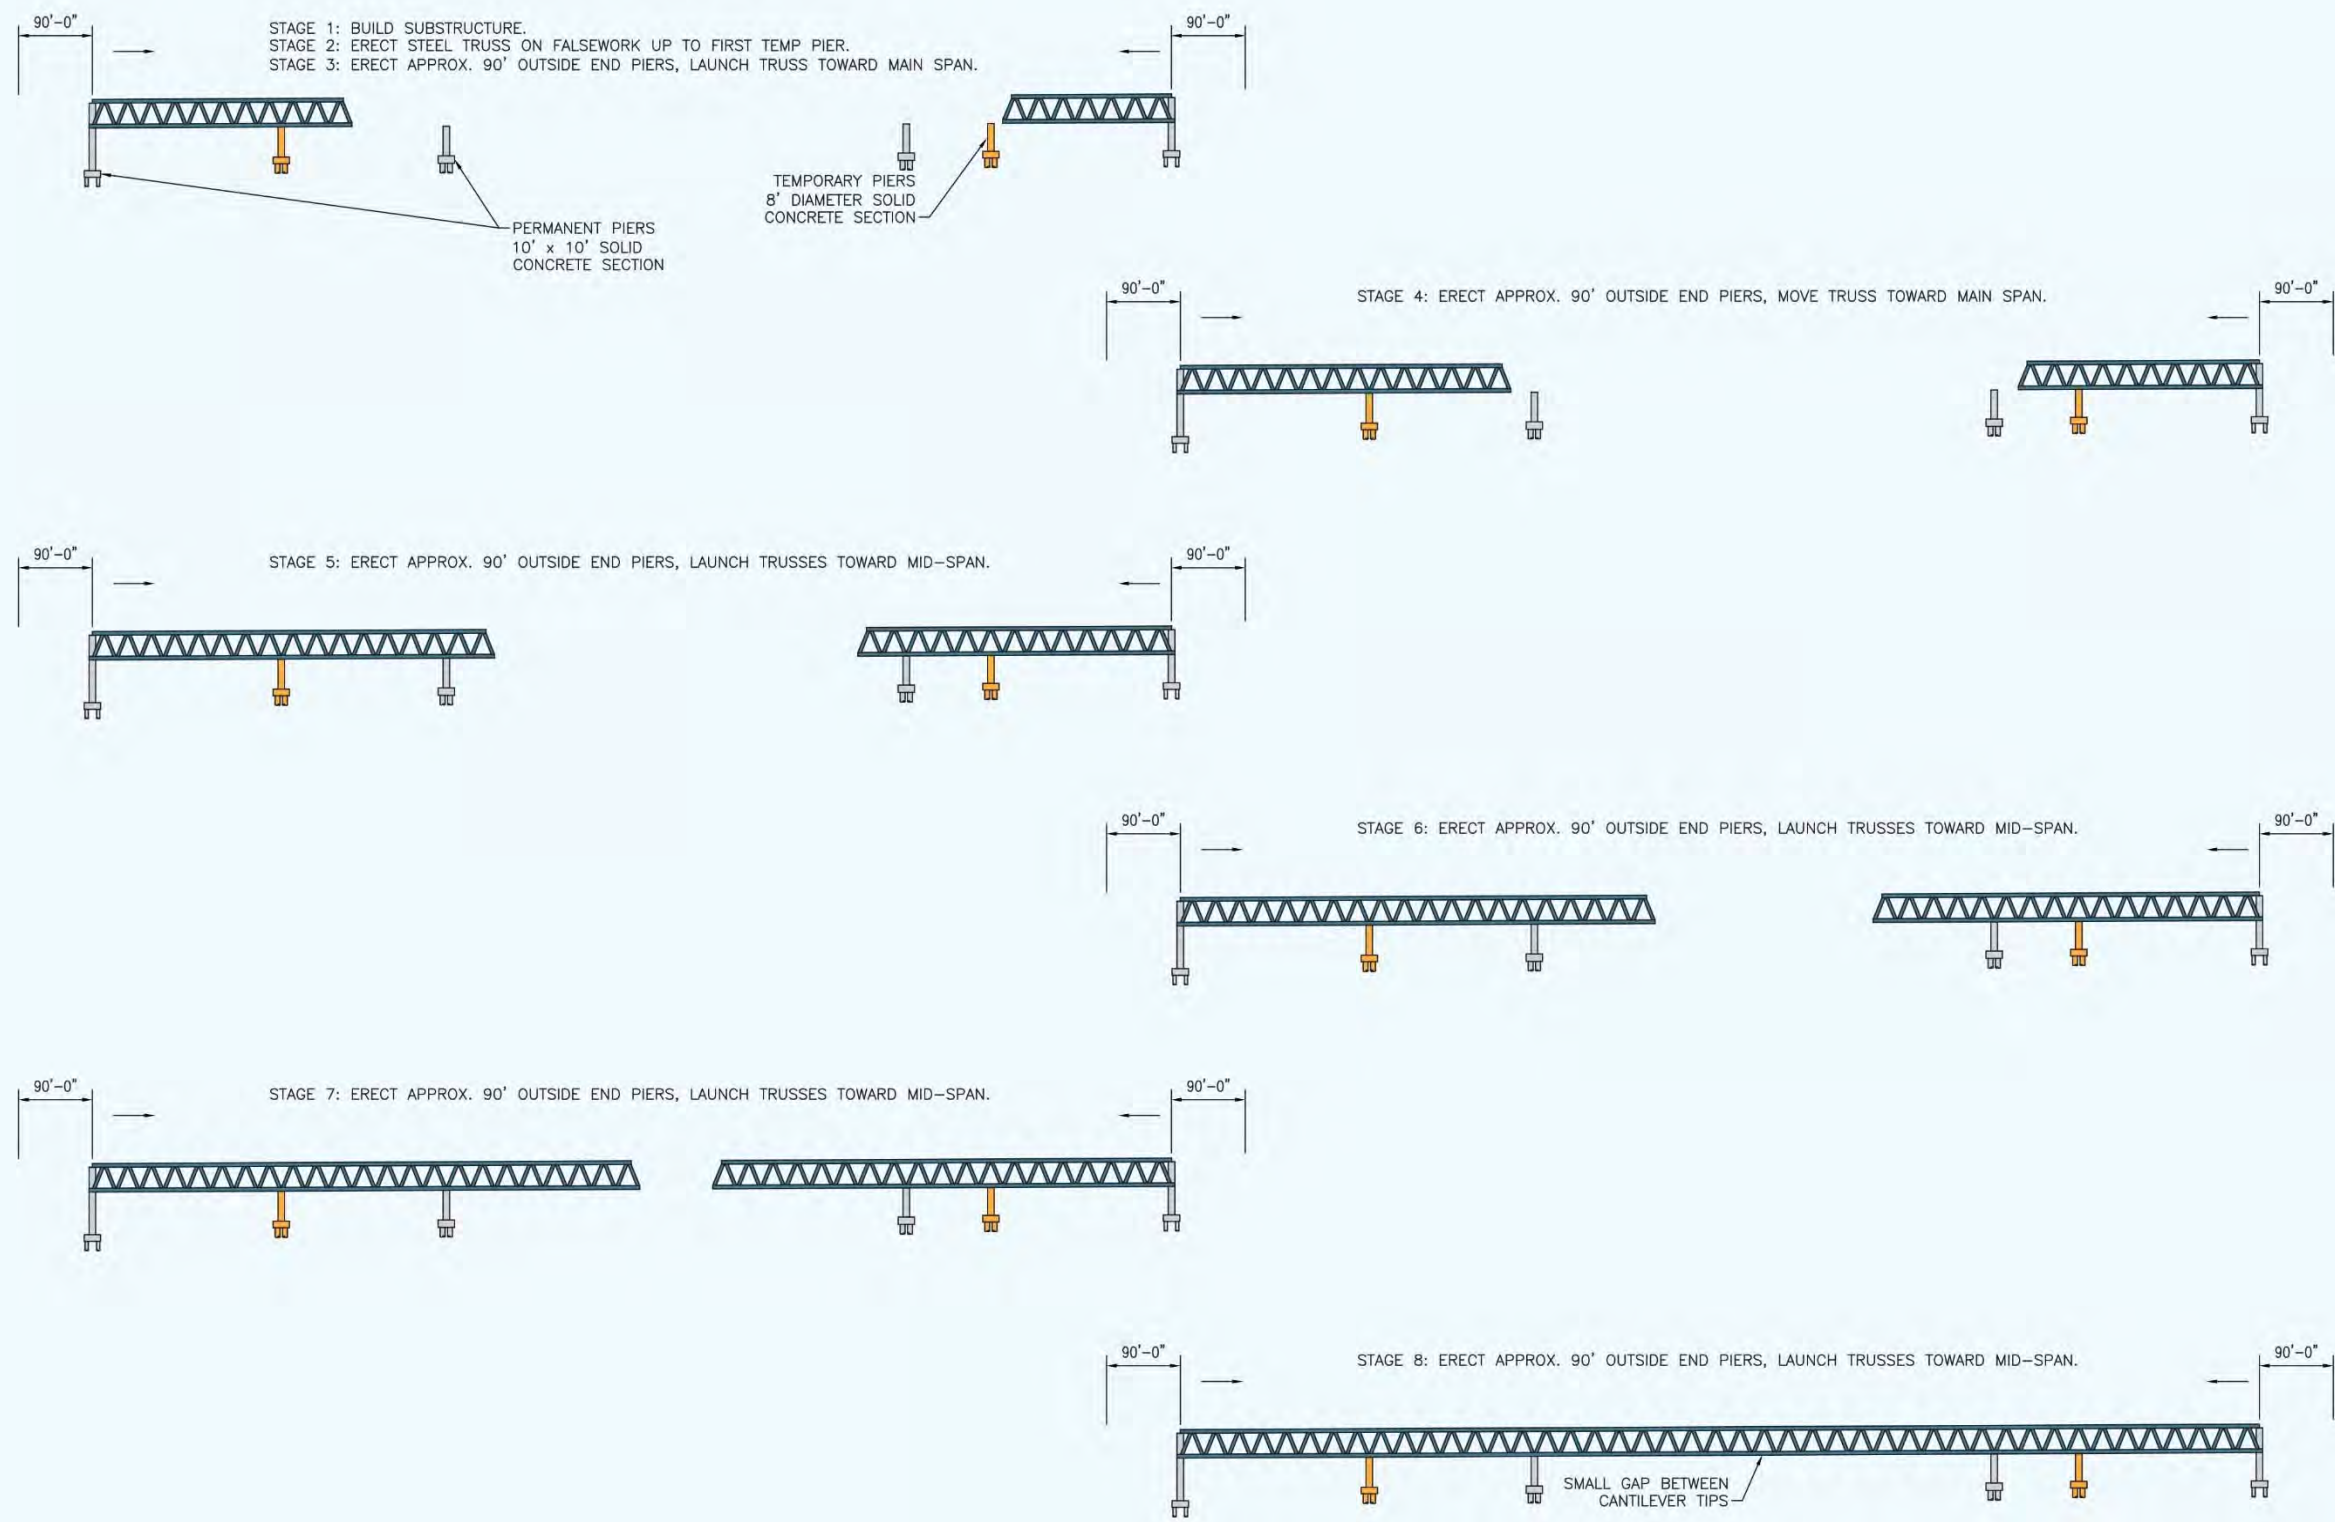 90'-0"
STAGE 1: BUILD SUBSTRUCTURE.
STAGE 2: ERECT STEEL TRUSS ON FALSEWORK UP TO FIRST TEMP PIER.
STAGE 3: ERECT APPROX. 90' OUTSIDE END PIERS, LAUNCH TRUSS TOWARD MAIN SPAN.
90'-0"
PERMANENT PIERS
10' x 10' SOLID
CONCRETE SECTION
TEMPORARY PIERS
8' DIAMETER SOLID
CONCRETE SECTION
90'-0"
STAGE 4: ERECT APPROX. 90' OUTSIDE END PIERS, MOVE TRUSS TOWARD MAIN SPAN.
90'-0"
90'-0"
STAGE 5: ERECT APPROX. 90' OUTSIDE END PIERS, LAUNCH TRUSSES TOWARD MID-SPAN.
90'-0"
90'-0"
STAGE 6: ERECT APPROX. 90' OUTSIDE END PIERS, LAUNCH TRUSSES TOWARD MID-SPAN.
90'-0"
90'-0"
STAGE 7: ERECT APPROX. 90' OUTSIDE END PIERS, LAUNCH TRUSSES TOWARD MID-SPAN.
90'-0"
90'-0"
STAGE 8: ERECT APPROX. 90' OUTSIDE END PIERS, LAUNCH TRUSSES TOWARD MID-SPAN.
90'-0"
SMALL GAP BETWEEN
CANTILEVER TIPS